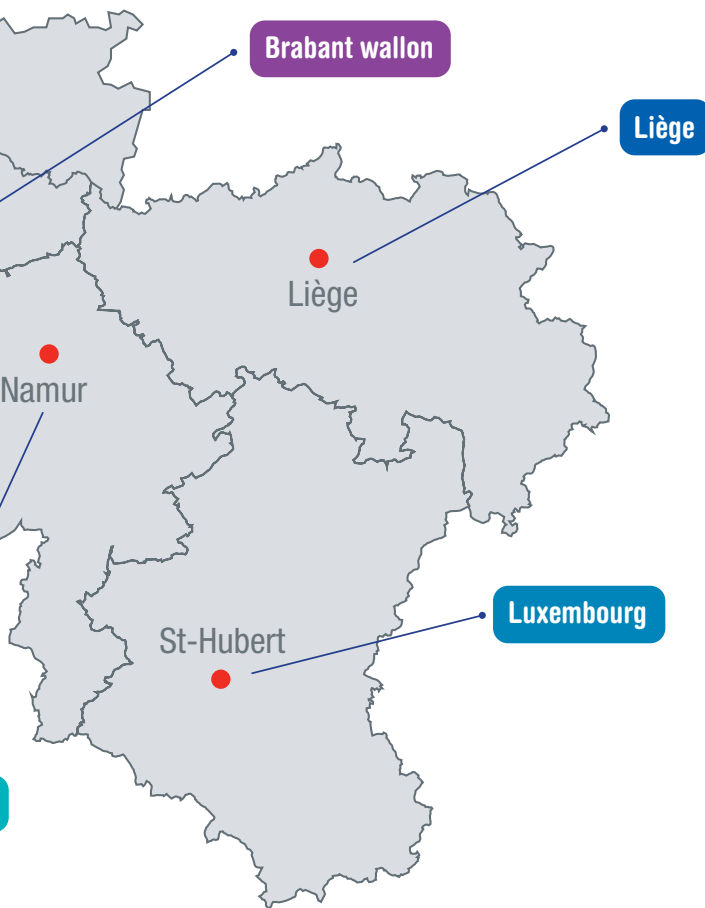 Brabant wallon
Liège
Liège
Namur
St-Hubert
Luxembourg